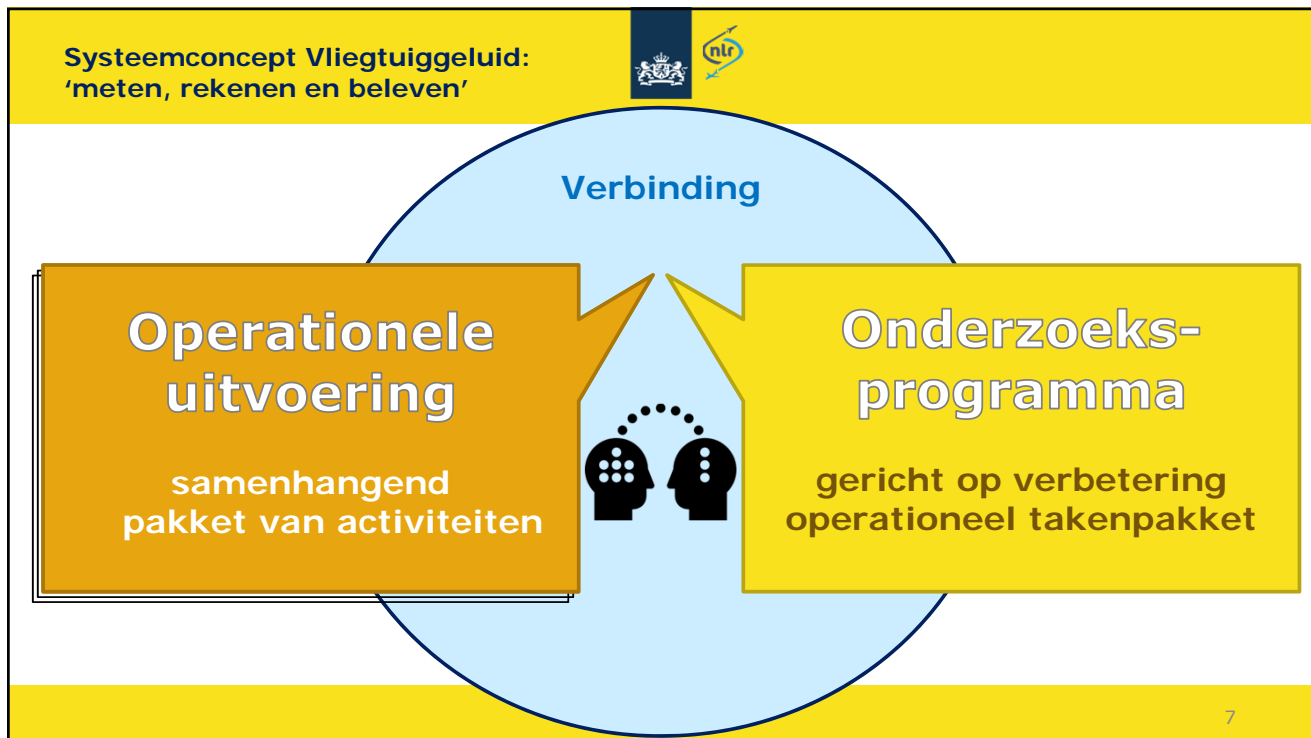 Systeemconcept Vliegtuiggeluid:
‘meten, rekenen en beleven’
nlr
Verbinding
Operationele
uitvoering
samenhangend
pakket van activiteiten
Onderzoeks-
programma
gericht op verbetering
operationeel takenpakket
7